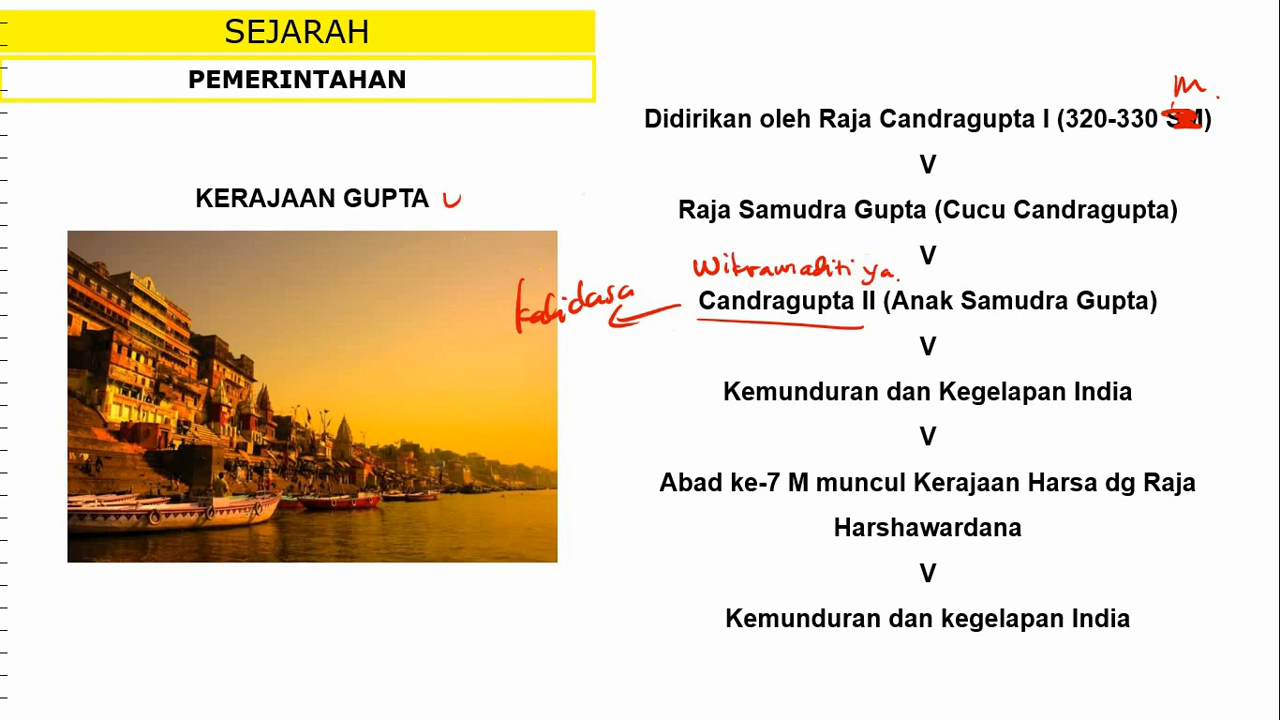 SEJARAH
PEMERINTAHAN
KERAJAAN GUPTA
M.
Didirikan oleh Raja Candragupta I (320-330 SM)
V
Raja Samudra Gupta (Cucu Candragupta)
V
Wikramaditiya.
kalidasa
Candragupta II (Anak Samudra Gupta)
V
Kemunduran dan Kegelapan India
V
Abad ke-7 M muncul Kerajaan Harsa dg Raja
Harshawardana
V
Kemunduran dan kegelapan India